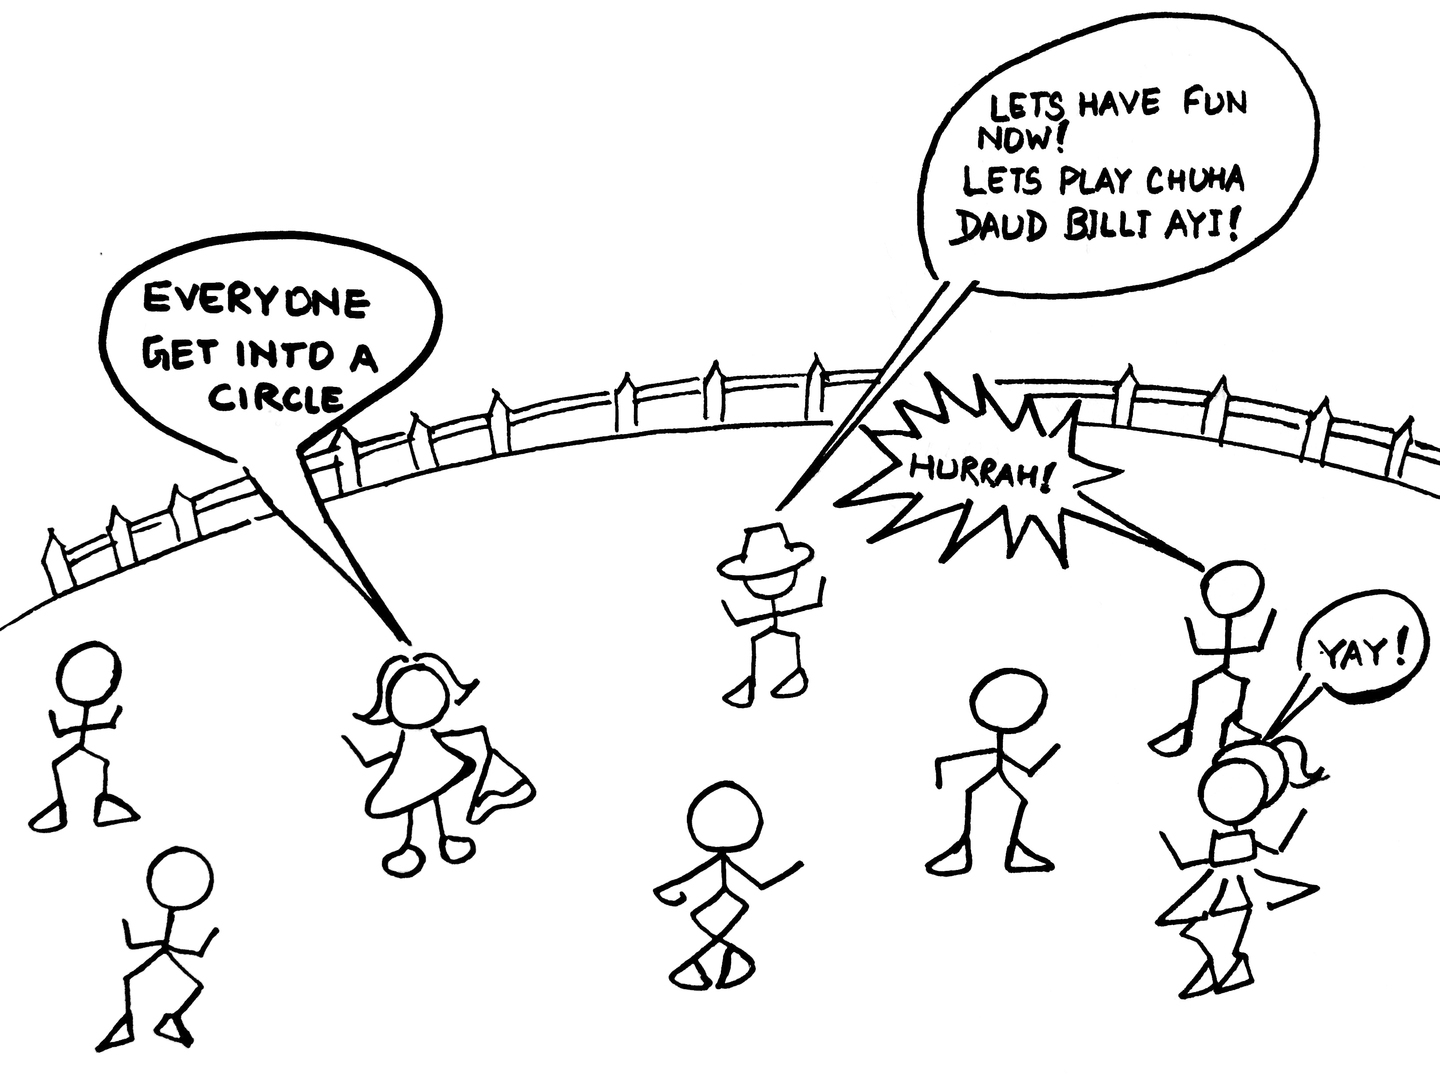 LETS HAVE FUN
NOW!
LETS PLAY CHUHA
DAUD BILLI AYI!
EVERYONE
GET INTO A
CIRCLE
HURRAH!
YAY!